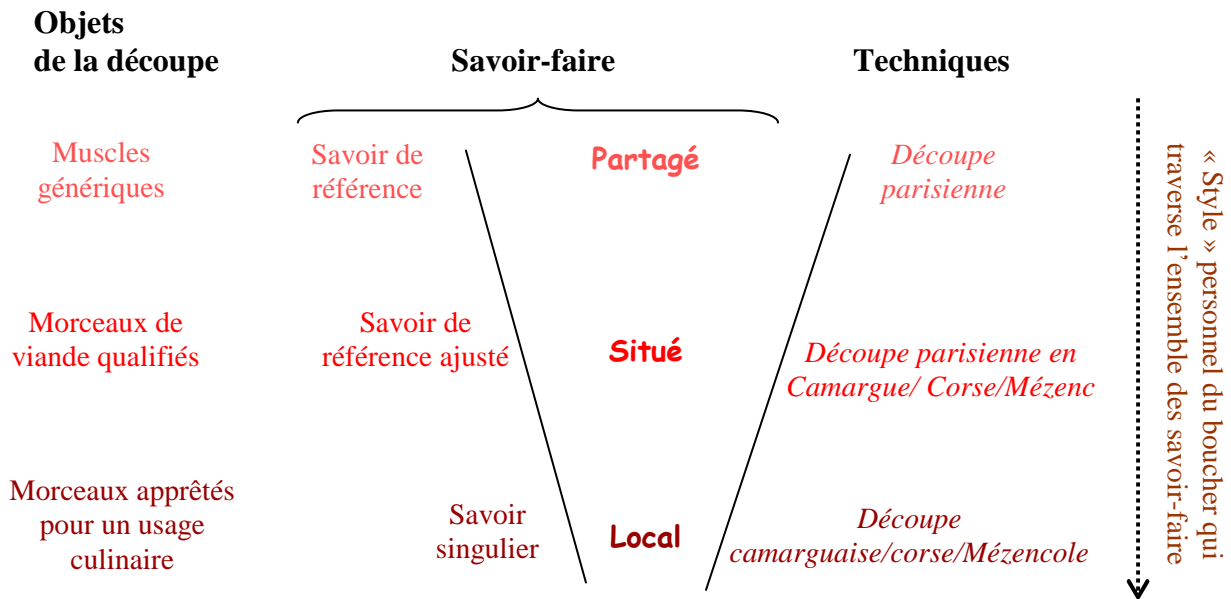 Objets
de la découpe
Savoir-faire
Techniques
Muscles
génériques
Savoir de
référence
Partagé
Découpe
parisienne
Morceaux de
viande qualifiés
Savoir de
référence ajusté
Situé
Découpe parisienne en
Camargue/ Corse/Mézenc
Morceaux apprêtés
pour un usage
culinaire
Savoir
singulier
Local
Découpe
camarguaise/corse/Mézencole
« Style » personnel du boucher qui
traverse l’ensemble des savoir-faire